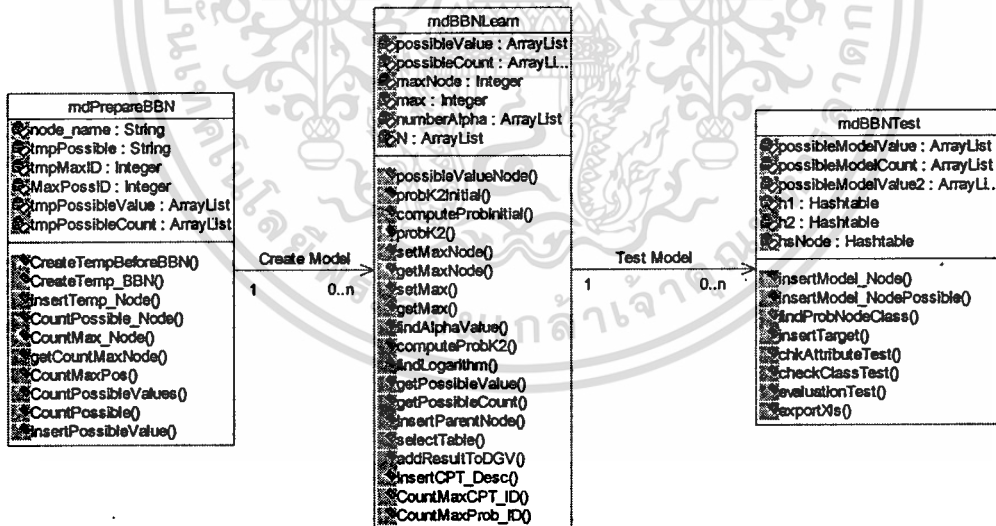 mdPrepareBBN
node_name : String
tmpPossible : String
tmpMaxID : Integer
MaxPossID : Integer
tmpPossibleValue : ArrayList
tmpPossibleCount : ArrayList
CreateTempBeforeBBN()
CreateTemp_BBN()
InsertTemp_Node()
CountPossible_Node()
CountMax_Node()
getCountMaxNode()
CountMaxPos()
CountPossibleValues()
CountPossible()
InsertPossibleValue()
Create Model
1 0..n
mdBBNLearn
possibleValue : ArrayList
possibleCount : ArrayLi...
maxNode : Integer
max : Integer
numberAlpha : ArrayList
N : ArrayList
possibleValueNode()
probK2Initial()
computeProbInitial()
probK2()
setMaxNode()
getMaxNode()
setMax()
getMax()
findAlphaValue()
computeProbK2()
findLogarithm()
getPossibleValue()
getPossibleCount()
insertParentNode()
selectTable()
addResultToDGV()
insertCPT_Desc()
CountMaxCPT_ID()
CountMaxProb_ID()
Test Model
1 0..n
mdBBNTest
possibleModelValue : ArrayList
possibleModelCount : ArrayList
possibleModelValue2 : ArrayLi...
h1 : Hashtable
h2 : Hashtable
hsNode : Hashtable
insertModel_Node()
insertModel_NodePossible()
findProbNodeClass()
insertTarget()
chkAttributeTest()
checkClassTest()
evaluationTest()
exportXls()